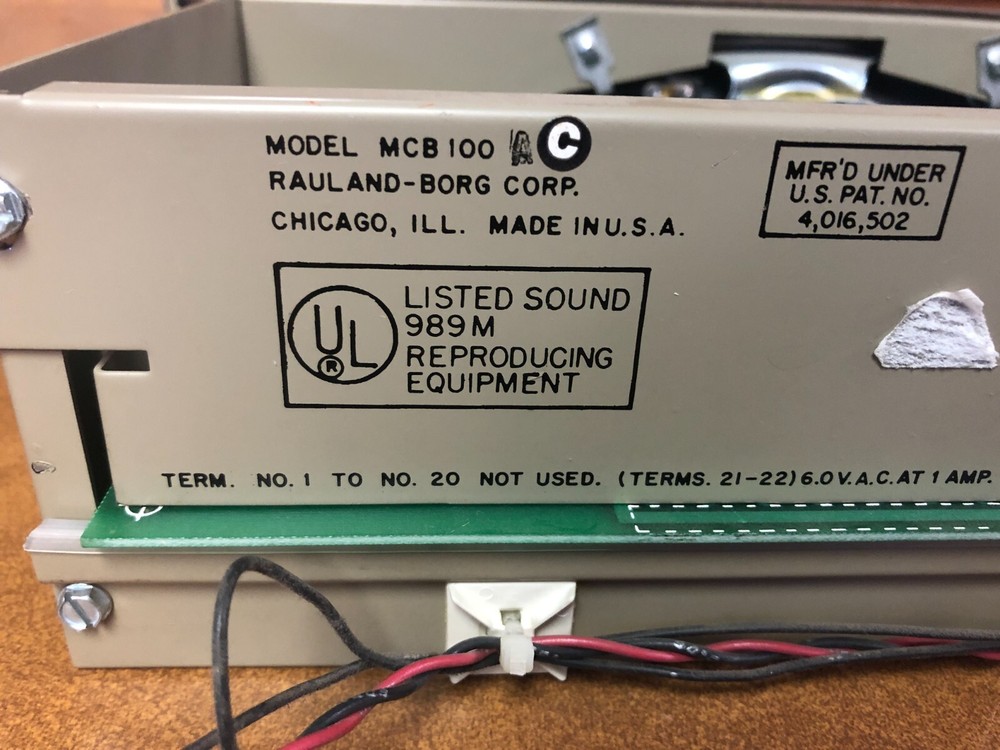 MODEL MCB100 A C
RAULAND-BORG CORP.
CHICAGO, ILL. MADE IN U.S.A.
MFR'D UNDER
U.S. PAT. NO.
4,016,502
UL ®
LISTED SOUND
989M
REPRODUCING
EQUIPMENT
TERM. NO. 1 TO NO. 20 NOT USED. (TERMS. 21-22) 6.0 V.A.C. AT 1 AMP.